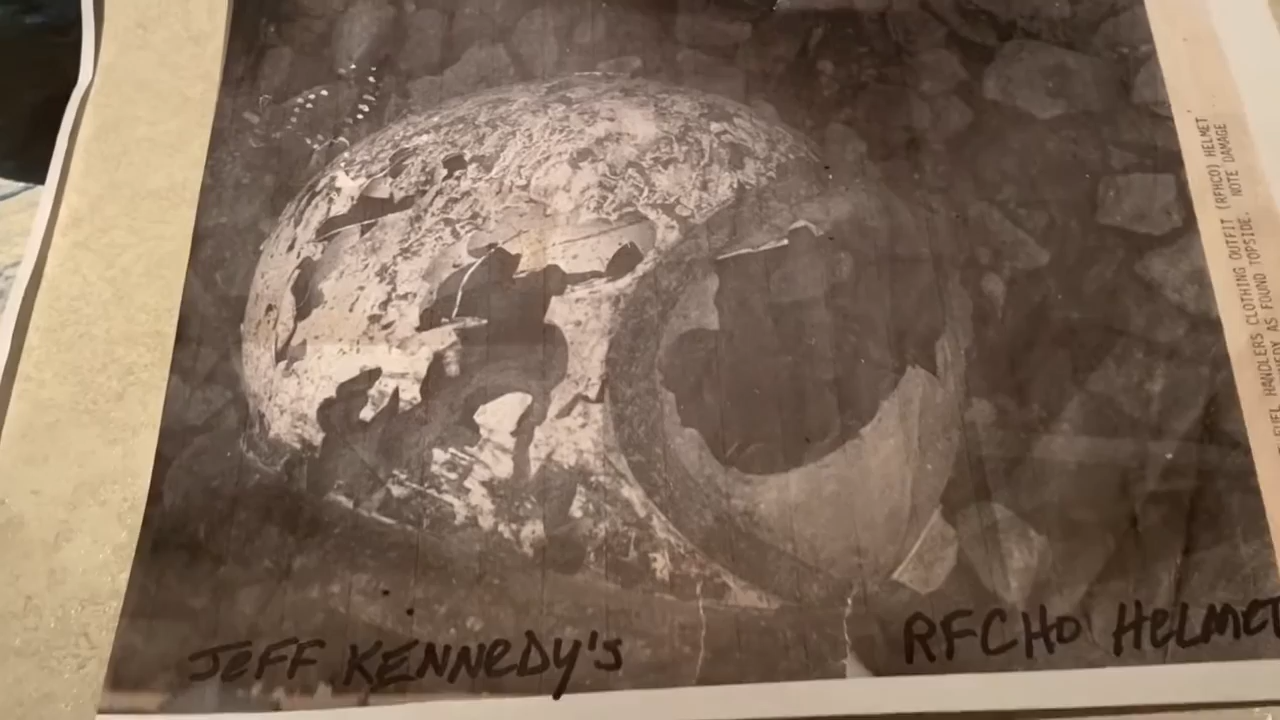 JEFF KENNEDY'S
RFCHO HELMET
FUEL HANDLERS CLOTHING OUTFIT (RFHCO) HELMET
AS FOUND TOPSIDE. NOTE DAMAGE